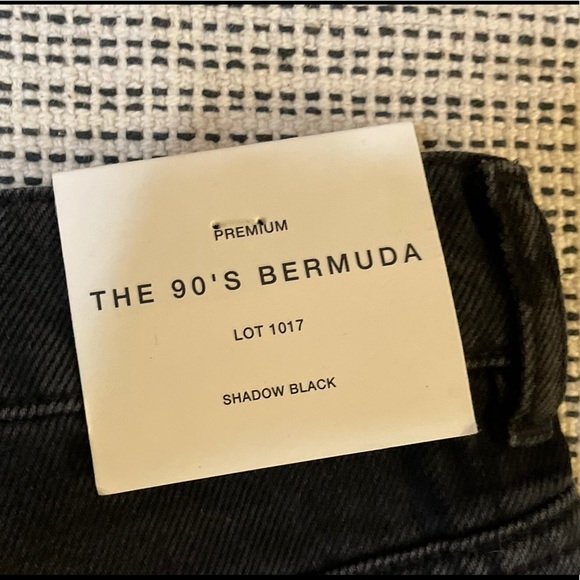 PREMIUM
THE 90'S BERMUDA
LOT 1017
SHADOW BLACK